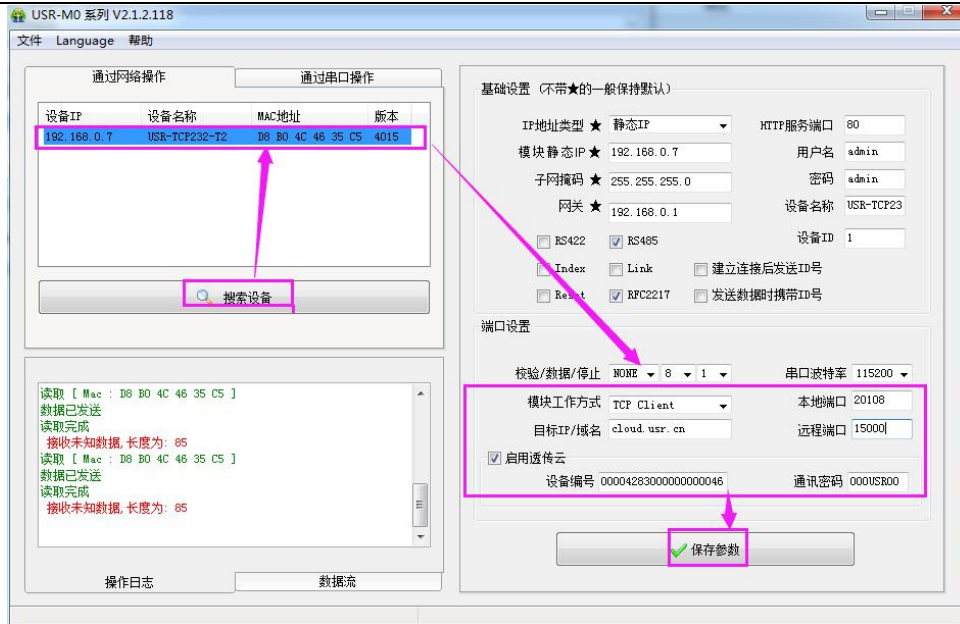 USR-M0 系列 V2.1.2.118
文件 Language 帮助
通过网络操作 通过串口操作
设备IP 设备名称 MAC地址 版本
192.168.0.7 USR-TCP232-T2 D8 B0 4C 46 35 C5 4015
搜索设备
读取 [ Mac : D8 B0 4C 46 35 C5 ]
数据已发送
读取完成
接收未知数据,长度为: 85
读取 [ Mac : D8 B0 4C 46 35 C5 ]
数据已发送
读取完成
接收未知数据,长度为: 85
操作日志 数据流
基础设置 (不带★的一般保持默认)
IP地址类型 ★ 静态IP HTTP服务端口 80
模块静态IP★ 192.168.0.7 用户名 admin
子网掩码 ★ 255.255.255.0 密码 admin
网关 ★ 192.168.0.1 设备名称 USR-TCP23
RS422 RS485 设备ID 1
Index Link 建立连接后发送ID号
Reset RFC2217 发送数据时携带ID号
端口设置
校验/数据/停止 NONE 8 1 串口波特率 115200
模块工作方式 TCP Client 本地端口 20108
目标IP/域名 cloud.usr.cn 远程端口 15000
启用透传云
设备编号 00004283000000000046 通讯密码 000USR00
保存参数